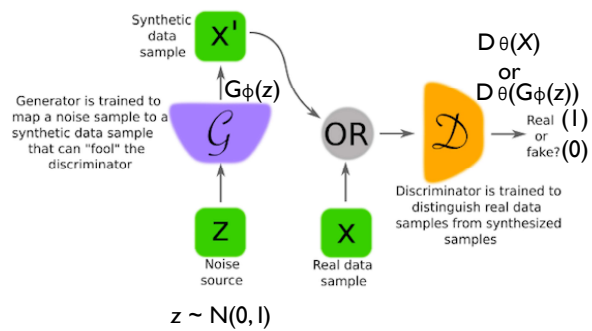 Synthetic
data
sample
X'
Gϕ(z)
Generator is trained to
map a noise sample to a
synthetic data sample
that can "fool" the
discriminator
G
Z
Noise
source
z ~ N(0,I)
OR
X
Real data
sample
D
D θ(X)
or
D θ(Gϕ(z))
Real (1)
or
fake? (0)
Discriminator is trained to
distinguish real data
samples from synthesized
samples